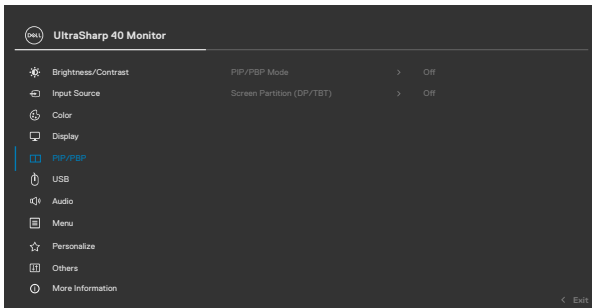 DELL UltraSharp 40 Monitor
Brightness/Contrast PIP/PBP Mode > Off
Input Source Screen Partition (DP/TBT) > Off
Color
Display
PIP/PBP
USB
Audio
Menu
Personalize
Others
More Information
< Exit